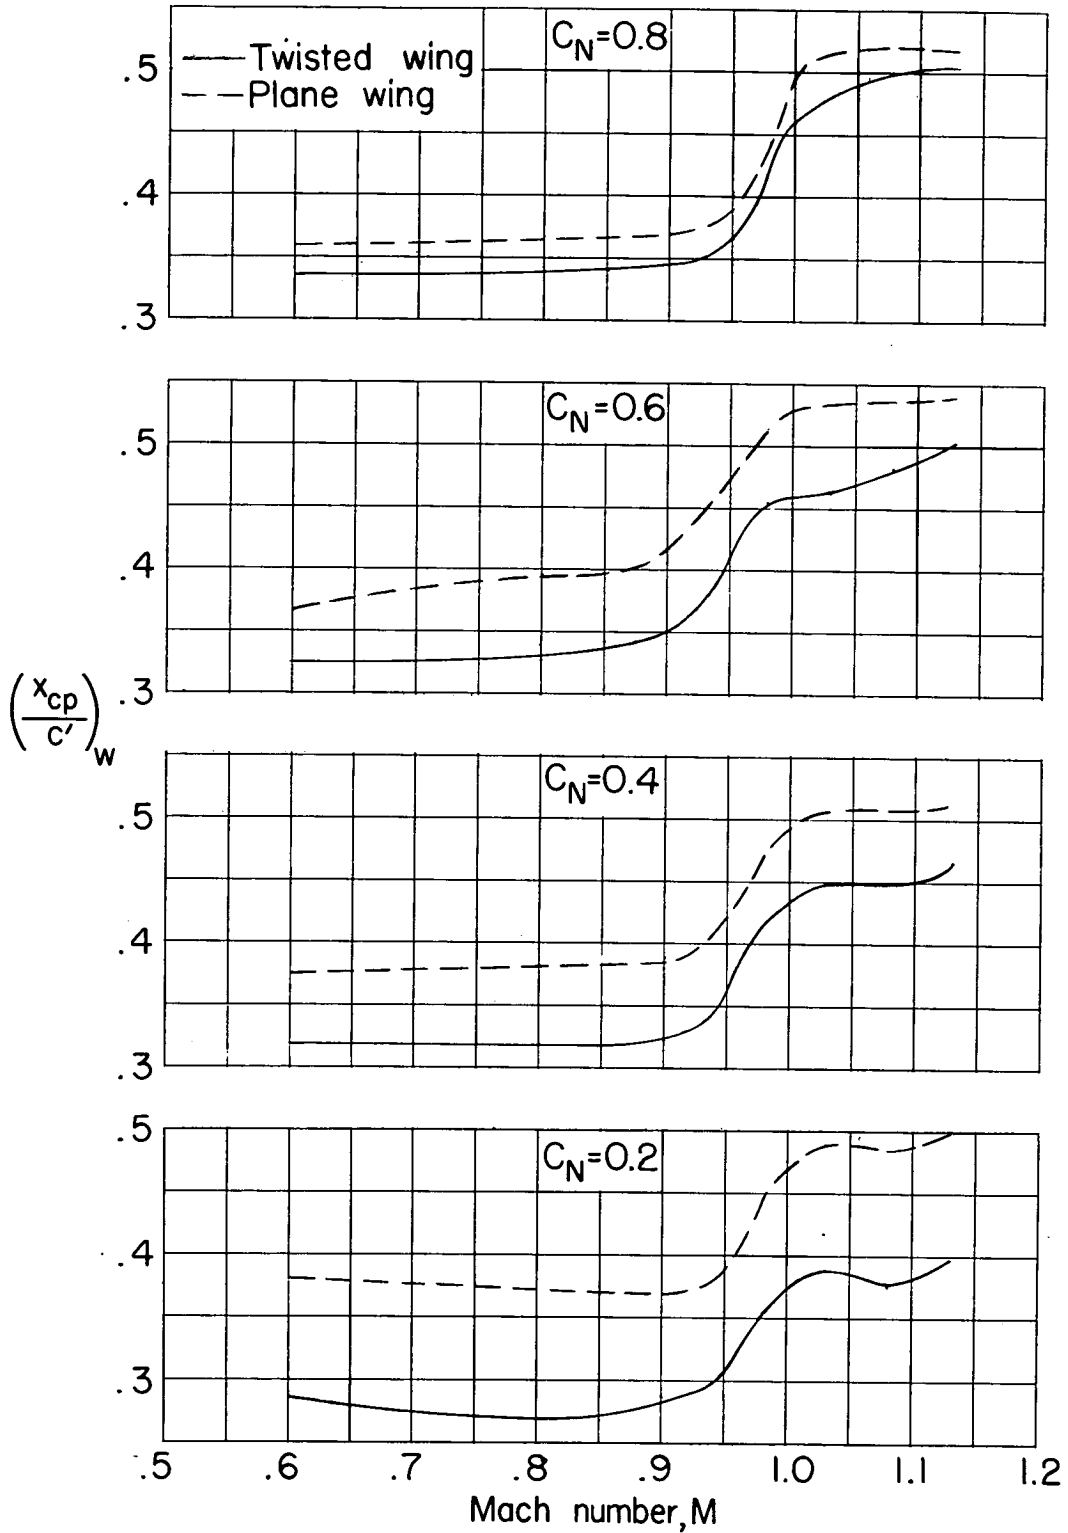 C_N=0.8
Twisted wing
Plane wing
.5
.4
.3
C_N=0.6
.5
.4
.3
(x_cp/c′)_w
C_N=0.4
.5
.4
.3
C_N=0.2
.5
.4
.3
.5 .6 .7 .8 .9 1.0 1.1 1.2
Mach number, M